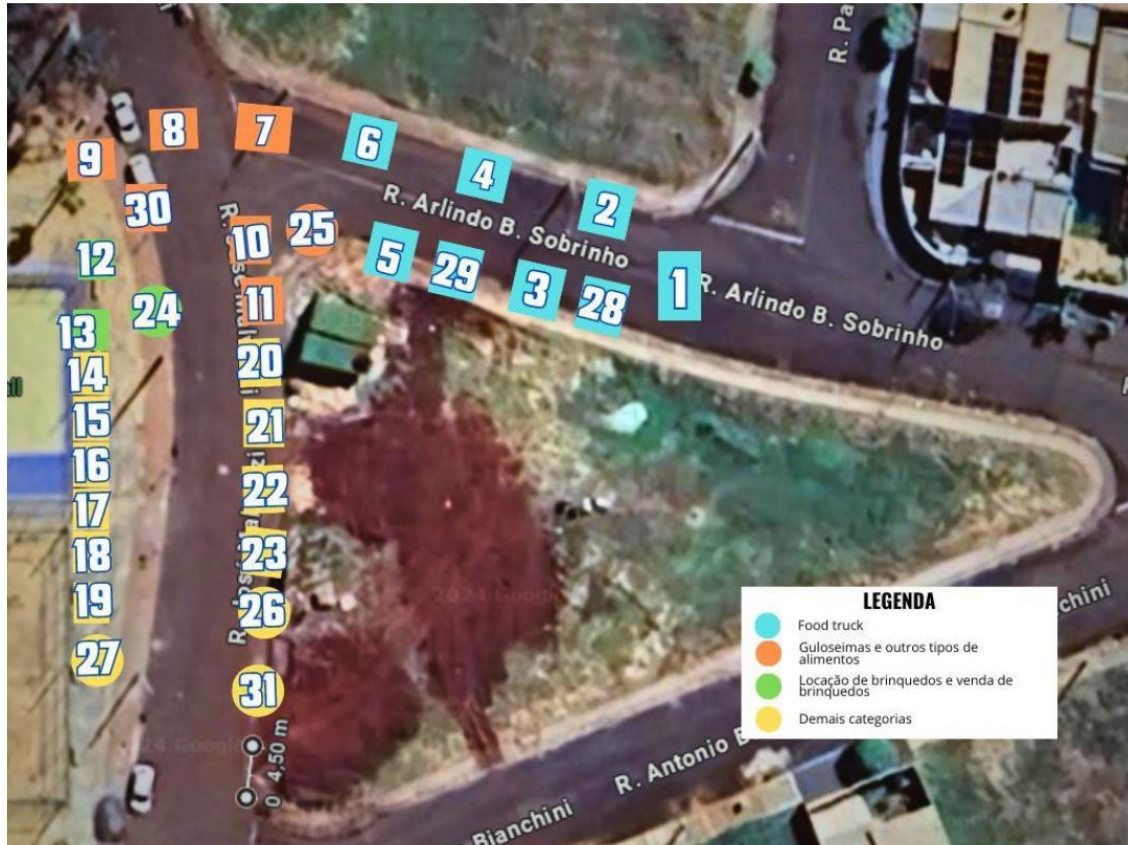 R. Pa
8
7
6
9
4
30
2
R. Arlindo B. Sobrinho
25
10
12
5
29
3
28
1
R. Arlindo B. Sobrinho
11
24
13
20
14
15
21
16
22
17
18
23
19
26
27
31
0 4,50 m
LEGENDA
Food truck
Guloseimas e outros tipos de
alimentos
Locação de brinquedos e venda de
brinquedos
Demais categorias
R. Antonio B
chini
Bianchini